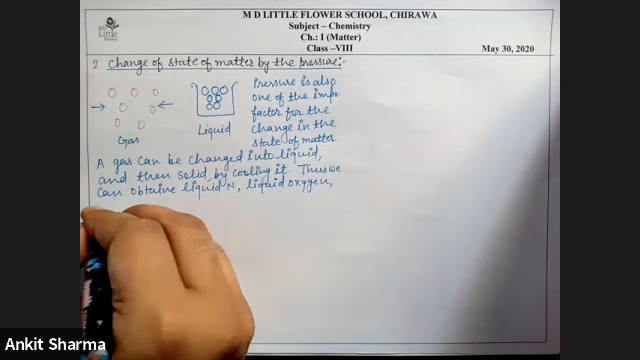 M D LITTLE FLOWER SCHOOL, CHIRAWA
Subject – Chemistry
Ch.: I (Matter)
Class –VIII
May 30, 2020
Little
2. Change of state of matter by the pressure:-
Pressure is also
one of the impo.
factor for the
change in the
state of matter
Gas
Liquid
A gas can be changed into liquid,
and then solid, by cooling it. Thus we
can obtaine liquid N, liquid oxygen,
Ankit Sharma